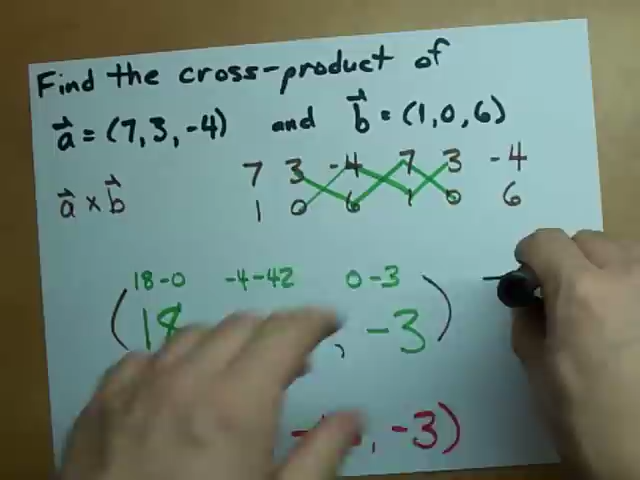 Find the cross-product of
a⃗ = (7, 3, -4) and b⃗ = (1, 0, 6)
7 3 -4 7 3 -4
a⃗ × b⃗ 1 0 6 1 0 6
18-0 -4-42 0-3
(18 , -3)
, -3)